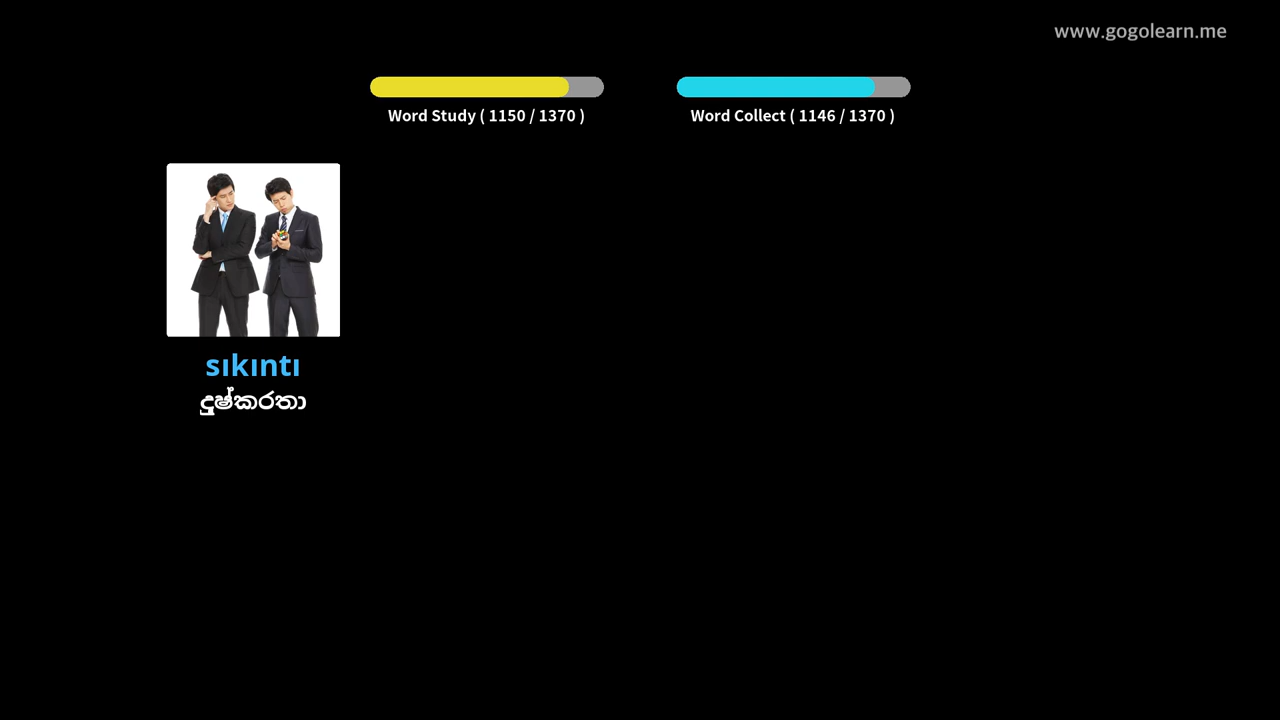 www.gogolearn.me
Word Study ( 1150 / 1370 )
Word Collect ( 1146 / 1370 )
sıkıntı
දුෂ්කරතා